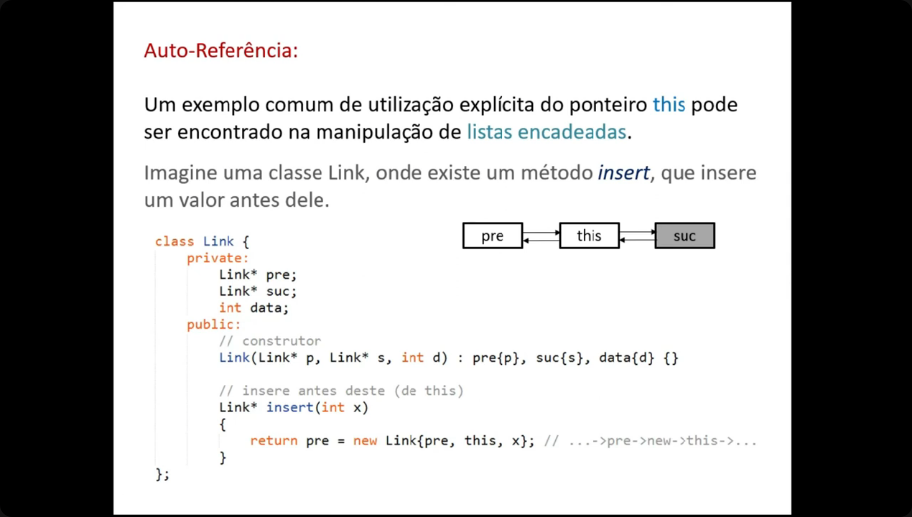 Auto-Referência:
Um exemplo comum de utilização explícita do ponteiro this pode
ser encontrado na manipulação de listas encadeadas.
Imagine uma classe Link, onde existe um método insert, que insere
um valor antes dele.
pre this suc
class Link {
private:
Link* pre;
Link* suc;
int data;
public:
// construtor
Link(Link* p, Link* s, int d) : pre{p}, suc{s}, data{d} {}
// insere antes deste (de this)
Link* insert(int x)
{
return pre = new Link{pre, this, x}; // ...->pre->new->this->...
}
};